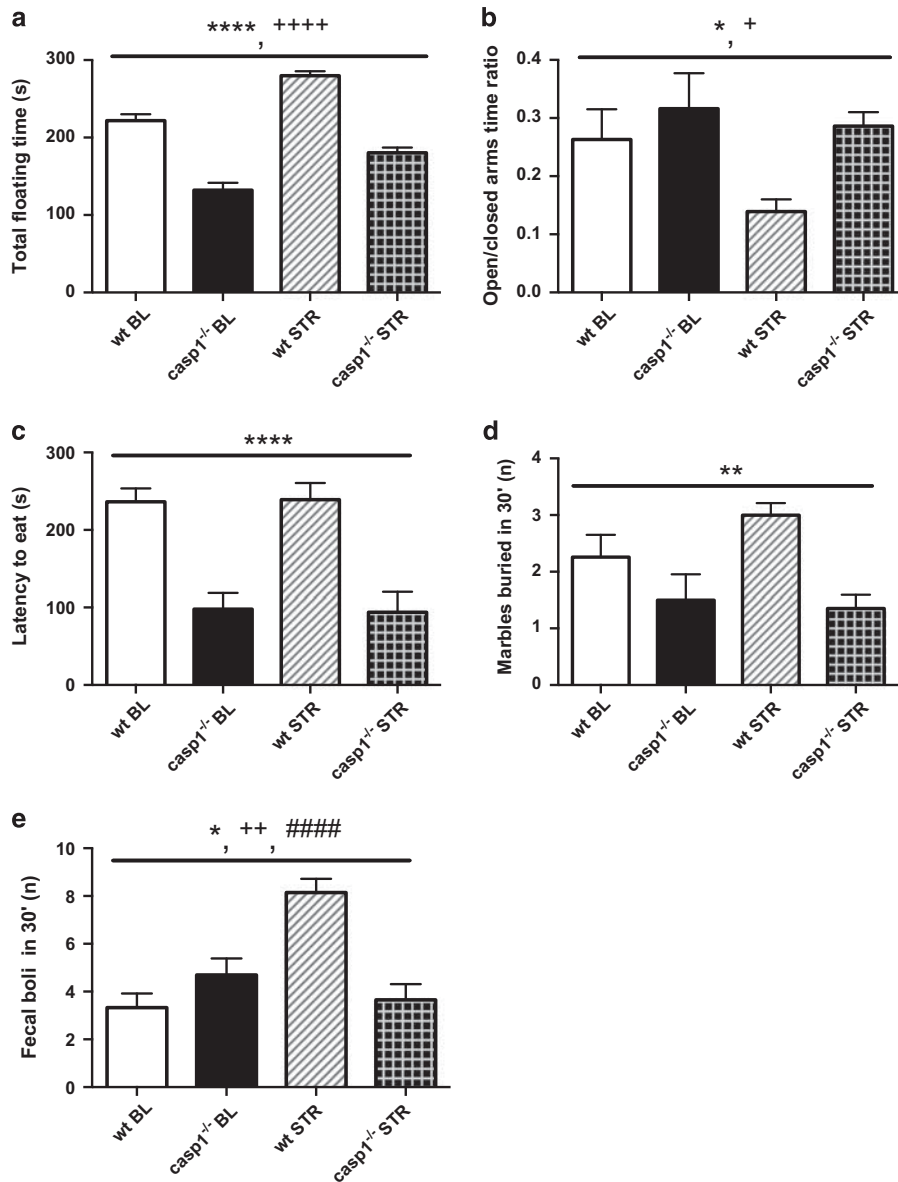 a
**** , ++++
Total floating time (s)
300
200
100
0
wt BL
casp1-/- BL
wt STR
casp1-/- STR
b
* , +
Open/closed arms time ratio
0.4
0.3
0.2
0.1
0.0
wt BL
casp1-/- BL
wt STR
casp1-/- STR
c
****
Latency to eat (s)
300
200
100
0
wt BL
casp1-/- BL
wt STR
casp1-/- STR
d
**
Marbles buried in 30' (n)
4
3
2
1
0
wt BL
casp1-/- BL
wt STR
casp1-/- STR
e
* , ++ , ####
Fecal boli in 30' (n)
10
8
6
4
2
0
wt BL
casp1-/- BL
wt STR
casp1-/- STR